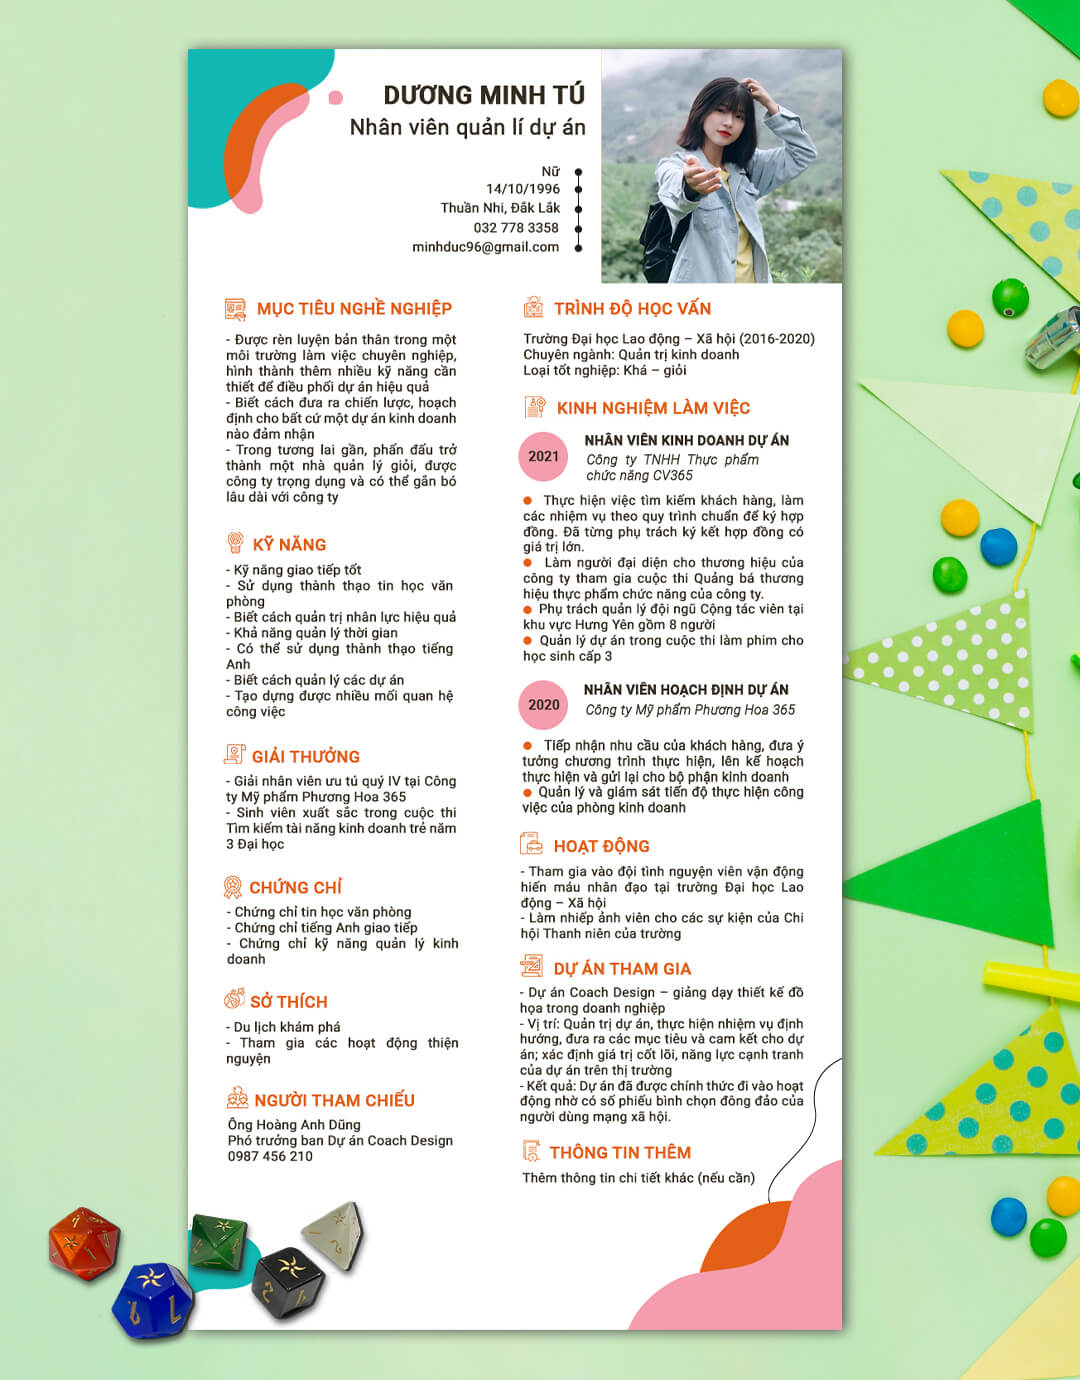 DƯƠNG MINH TÚ
Nhân viên quản lí dự án
Nữ
14/10/1996
Thuần Nhi, Đắk Lắk
032 778 3358
minhduc96@gmail.com
MỤC TIÊU NGHỀ NGHIỆP
- Được rèn luyện bản thân trong một
môi trường làm việc chuyên nghiệp,
hình thành thêm nhiều kỹ năng cần
thiết để điều phối dự án hiệu quả
- Biết cách đưa ra chiến lược, hoạch
định cho bất cứ một dự án kinh doanh
nào đảm nhận
- Trong tương lai gần, phấn đấu trở
thành một nhà quản lý giỏi, được
công ty trọng dụng và có thể gắn bó
lâu dài với công ty
KỸ NĂNG
- Kỹ năng giao tiếp tốt
- Sử dụng thành thạo tin học văn
phòng
- Biết cách quản trị nhân lực hiệu quả
- Khả năng quản lý thời gian
- Có thể sử dụng thành thạo tiếng
Anh
- Biết cách quản lý các dự án
- Tạo dựng được nhiều mối quan hệ
công việc
GIẢI THƯỞNG
- Giải nhân viên ưu tú quý IV tại Công
ty Mỹ phẩm Phương Hoa 365
- Sinh viên xuất sắc trong cuộc thi
Tìm kiếm tài năng kinh doanh trẻ năm
3 Đại học
CHỨNG CHỈ
- Chứng chỉ tin học văn phòng
- Chứng chỉ tiếng Anh giao tiếp
- Chứng chỉ kỹ năng quản lý kinh
doanh
SỞ THÍCH
- Du lịch khám phá
- Tham gia các hoạt động thiện
nguyện
NGƯỜI THAM CHIẾU
Ông Hoàng Anh Dũng
Phó trưởng ban Dự án Coach Design
0987 456 210
TRÌNH ĐỘ HỌC VẤN
Trường Đại học Lao động – Xã hội (2016-2020)
Chuyên ngành: Quản trị kinh doanh
Loại tốt nghiệp: Khá – giỏi
KINH NGHIỆM LÀM VIỆC
2021
NHÂN VIÊN KINH DOANH DỰ ÁN
Công ty TNHH Thực phẩm
chức năng CV365
● Thực hiện việc tìm kiếm khách hàng, làm
các nhiệm vụ theo quy trình chuẩn để ký hợp
đồng. Đã từng phụ trách ký kết hợp đồng có
giá trị lớn.
● Làm người đại diện cho thương hiệu của
công ty tham gia cuộc thi Quảng bá thương
hiệu thực phẩm chức năng của công ty.
● Phụ trách quản lý đội ngũ Cộng tác viên tại
khu vực Hưng Yên gồm 8 người
● Quản lý dự án trong cuộc thi làm phim cho
học sinh cấp 3
2020
NHÂN VIÊN HOẠCH ĐỊNH DỰ ÁN
Công ty Mỹ phẩm Phương Hoa 365
● Tiếp nhận nhu cầu của khách hàng, đưa ý
tưởng chương trình thực hiện, lên kế hoạch
thực hiện và gửi lại cho bộ phận kinh doanh
● Quản lý và giám sát tiến độ thực hiện công
việc của phòng kinh doanh
HOẠT ĐỘNG
- Tham gia vào đội tình nguyện viên vận động
hiến máu nhân đạo tại trường Đại học Lao
động – Xã hội
- Làm nhiếp ảnh viên cho các sự kiện của Chi
hội Thanh niên của trường
DỰ ÁN THAM GIA
- Dự án Coach Design – giảng dạy thiết kế đồ
họa trong doanh nghiệp
- Vị trí: Quản trị dự án, thực hiện nhiệm vụ định
hướng, đưa ra các mục tiêu và cam kết cho dự
án; xác định giá trị cốt lõi, năng lực cạnh tranh
của dự án trên thị trường
- Kết quả: Dự án đã được chính thức đi vào hoạt
động nhờ có số phiếu bình chọn đông đảo của
người dùng mạng xã hội.
THÔNG TIN THÊM
Thêm thông tin chi tiết khác (nếu cần)